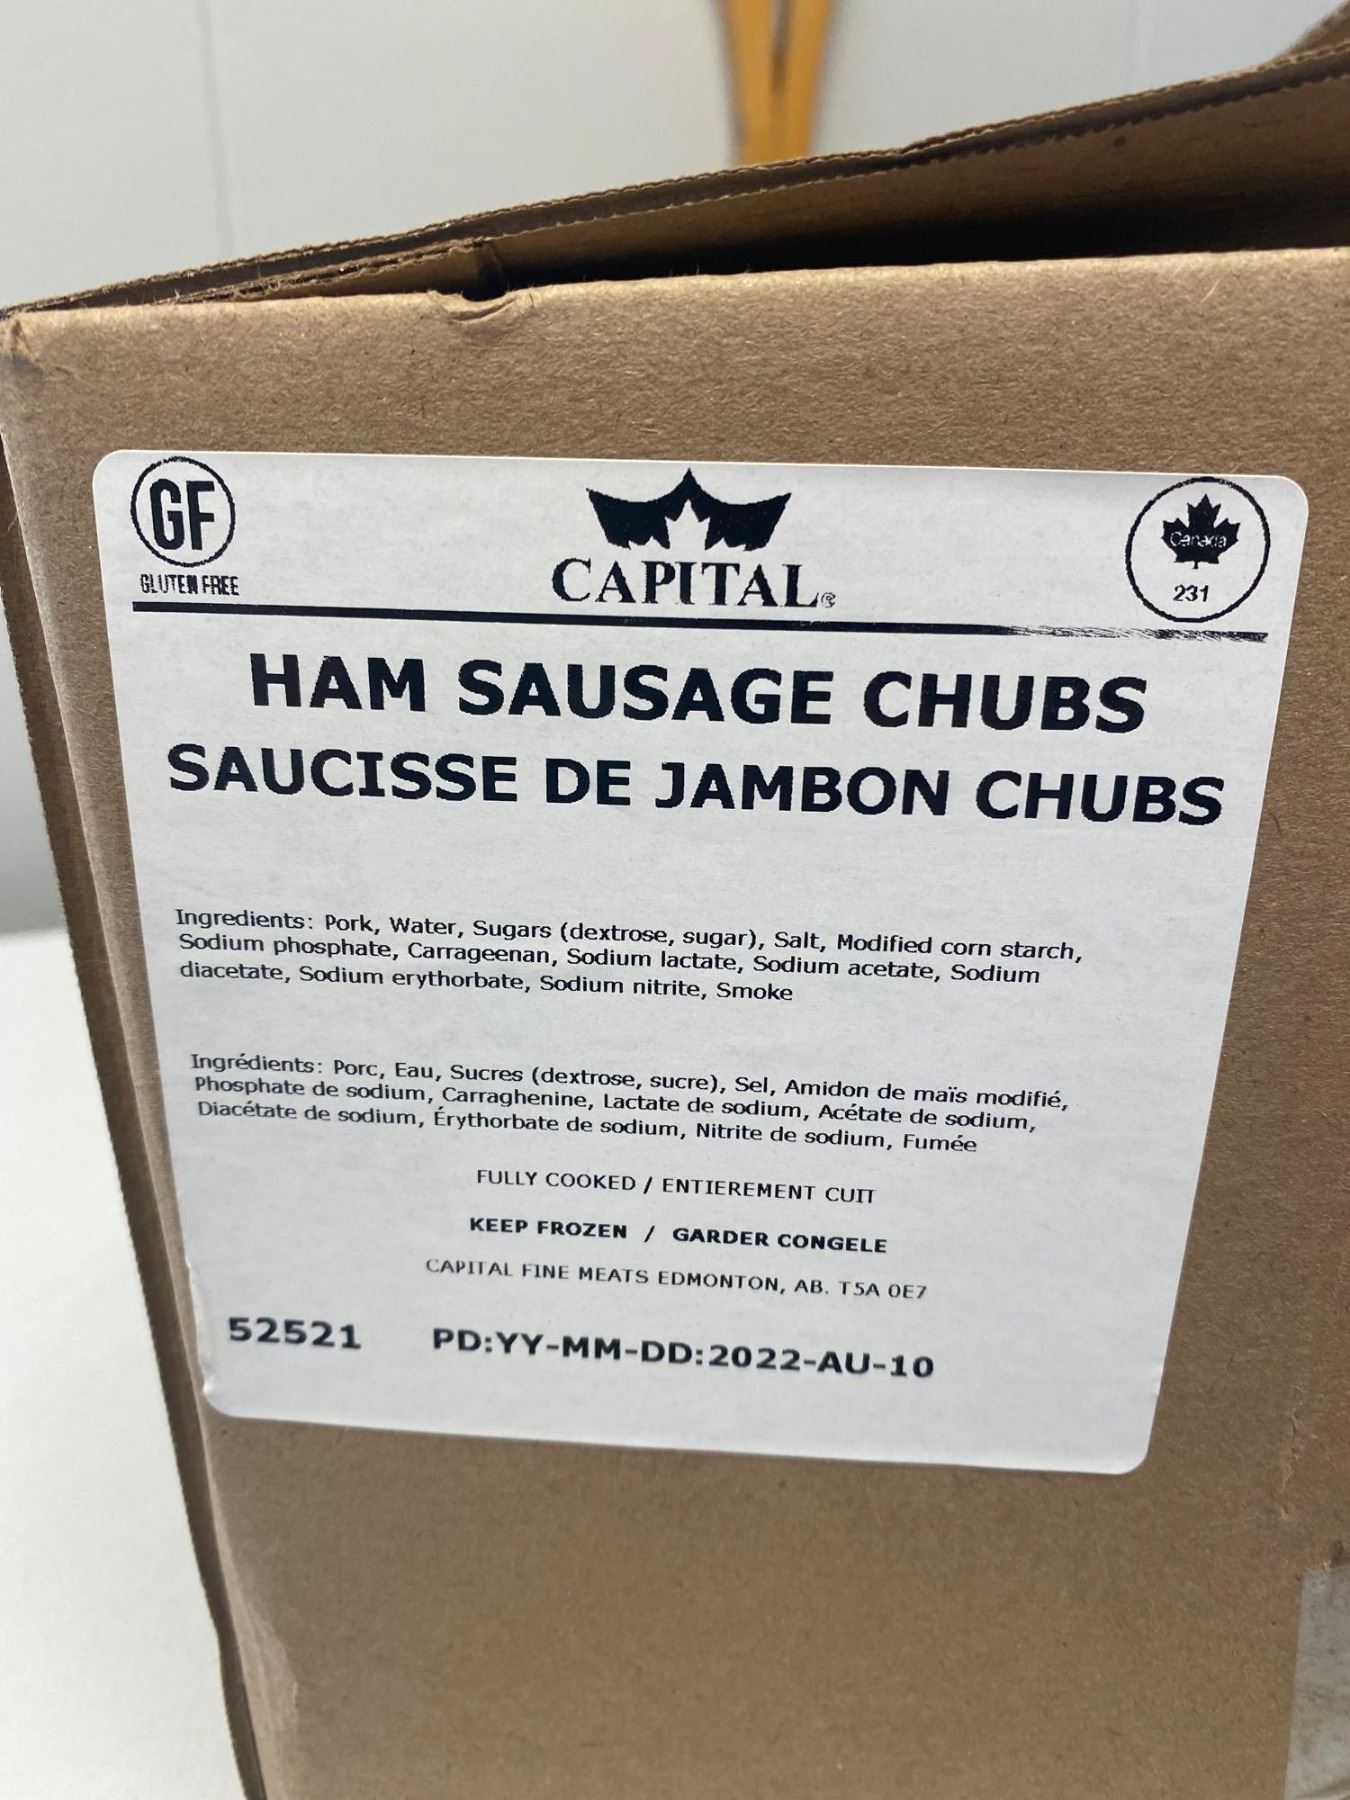 GF
GLUTEN FREE
CAPITAL®
Canada
231
HAM SAUSAGE CHUBS
SAUCISSE DE JAMBON CHUBS
Ingredients: Pork, Water, Sugars (dextrose, sugar), Salt, Modified corn starch,
Sodium phosphate, Carrageenan, Sodium lactate, Sodium acetate, Sodium
diacetate, Sodium erythorbate, Sodium nitrite, Smoke
Ingrédients: Porc, Eau, Sucres (dextrose, sucre), Sel, Amidon de maïs modifié,
Phosphate de sodium, Carraghenine, Lactate de sodium, Acétate de sodium,
Diacétate de sodium, Érythorbate de sodium, Nitrite de sodium, Fumée
FULLY COOKED / ENTIEREMENT CUIT
KEEP FROZEN / GARDER CONGELE
CAPITAL FINE MEATS EDMONTON, AB. T5A 0E7
52521 PD:YY-MM-DD:2022-AU-10